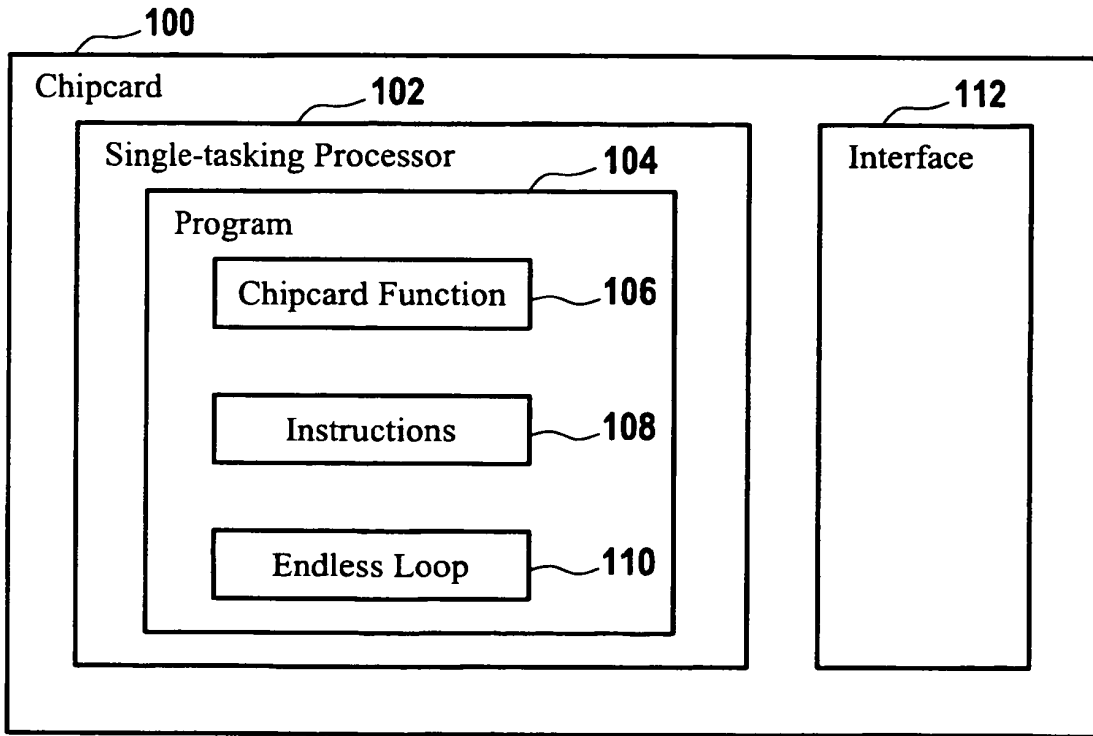 100
Chipcard
102
112
Single-tasking Processor
Interface
104
Program
Chipcard Function
106
Instructions
108
Endless Loop
110